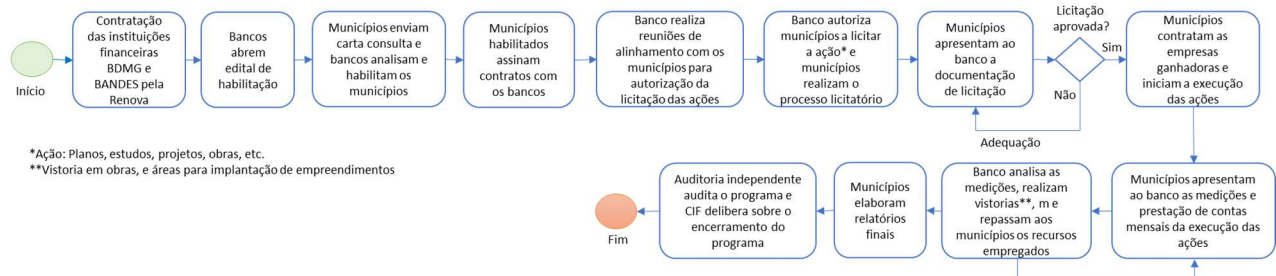 Início
Contratação
das instituições
financeiras
BDMG e
BANDES pela
Renova
Bancos
abrem
edital de
habilitação
Municípios enviam
carta consulta e
bancos analisam e
habilitam os
municípios
Municípios
habilitados
assinam
contratos com
os bancos
Banco realiza
reuniões de
alinhamento com os
municípios para
autorização da
licitação das ações
Banco autoriza
municípios a licitar
a ação* e
municípios
realizam o
processo licitatório
Municípios
apresentam ao
banco a
documentação
de licitação
Licitação
aprovada?
Sim
Não
Adequação
Municípios
contratam as
empresas
ganhadoras e
iniciam a execução
das ações
*Ação: Planos, estudos, projetos, obras, etc.
**Vistoria em obras, e áreas para implantação de empreendimentos
Municípios apresentam
ao banco as medições e
prestação de contas
mensais da execução das
ações
Banco analisa as
medições, realizam
vistorias**, m e
repassam aos
municípios os recursos
empregados
Municípios
elaboram
relatórios
finais
Auditoria independente
audita o programa e
CIF delibera sobre o
encerramento do
programa
Fim